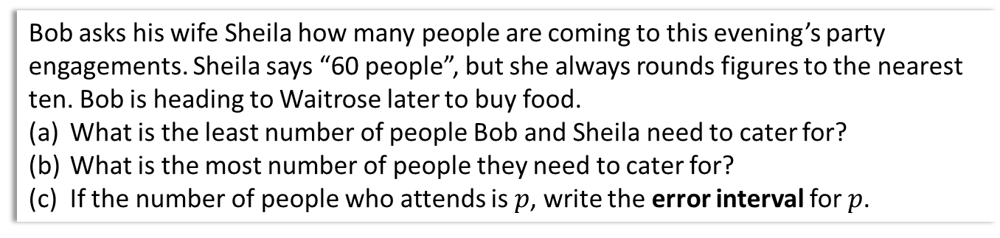 Bob asks his wife Sheila how many people are coming to this evening’s party
engagements. Sheila says “60 people”, but she always rounds figures to the nearest
ten. Bob is heading to Waitrose later to buy food.
(a) What is the least number of people Bob and Sheila need to cater for?
(b) What is the most number of people they need to cater for?
(c) If the number of people who attends is 𝑝, write the error interval for 𝑝.